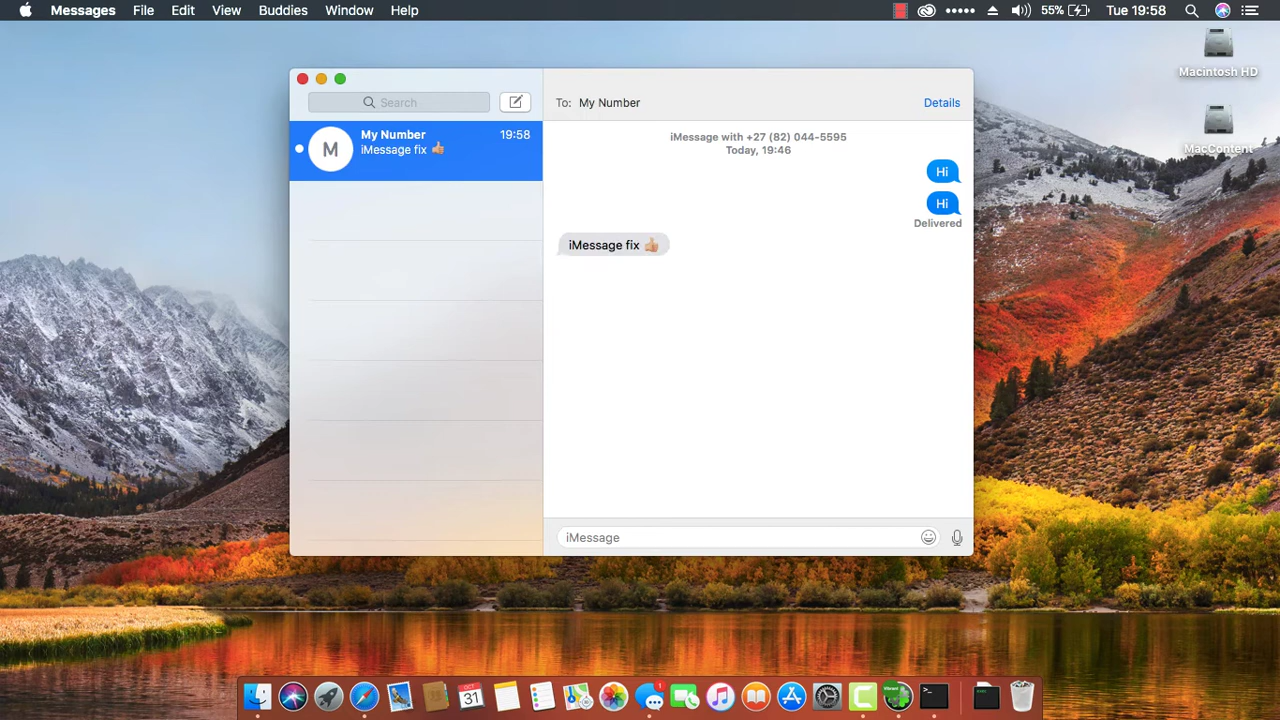 Messages File Edit View Buddies Window Help 55% Tue 19:58
Macintosh HD
MacContent
Search
To: My Number Details
My Number 19:58
iMessage fix 👍🏼
M
iMessage with +27 (82) 044-5595
Today, 19:46
Hi
Hi
Delivered
iMessage fix 👍🏼
iMessage
OCT
31
1